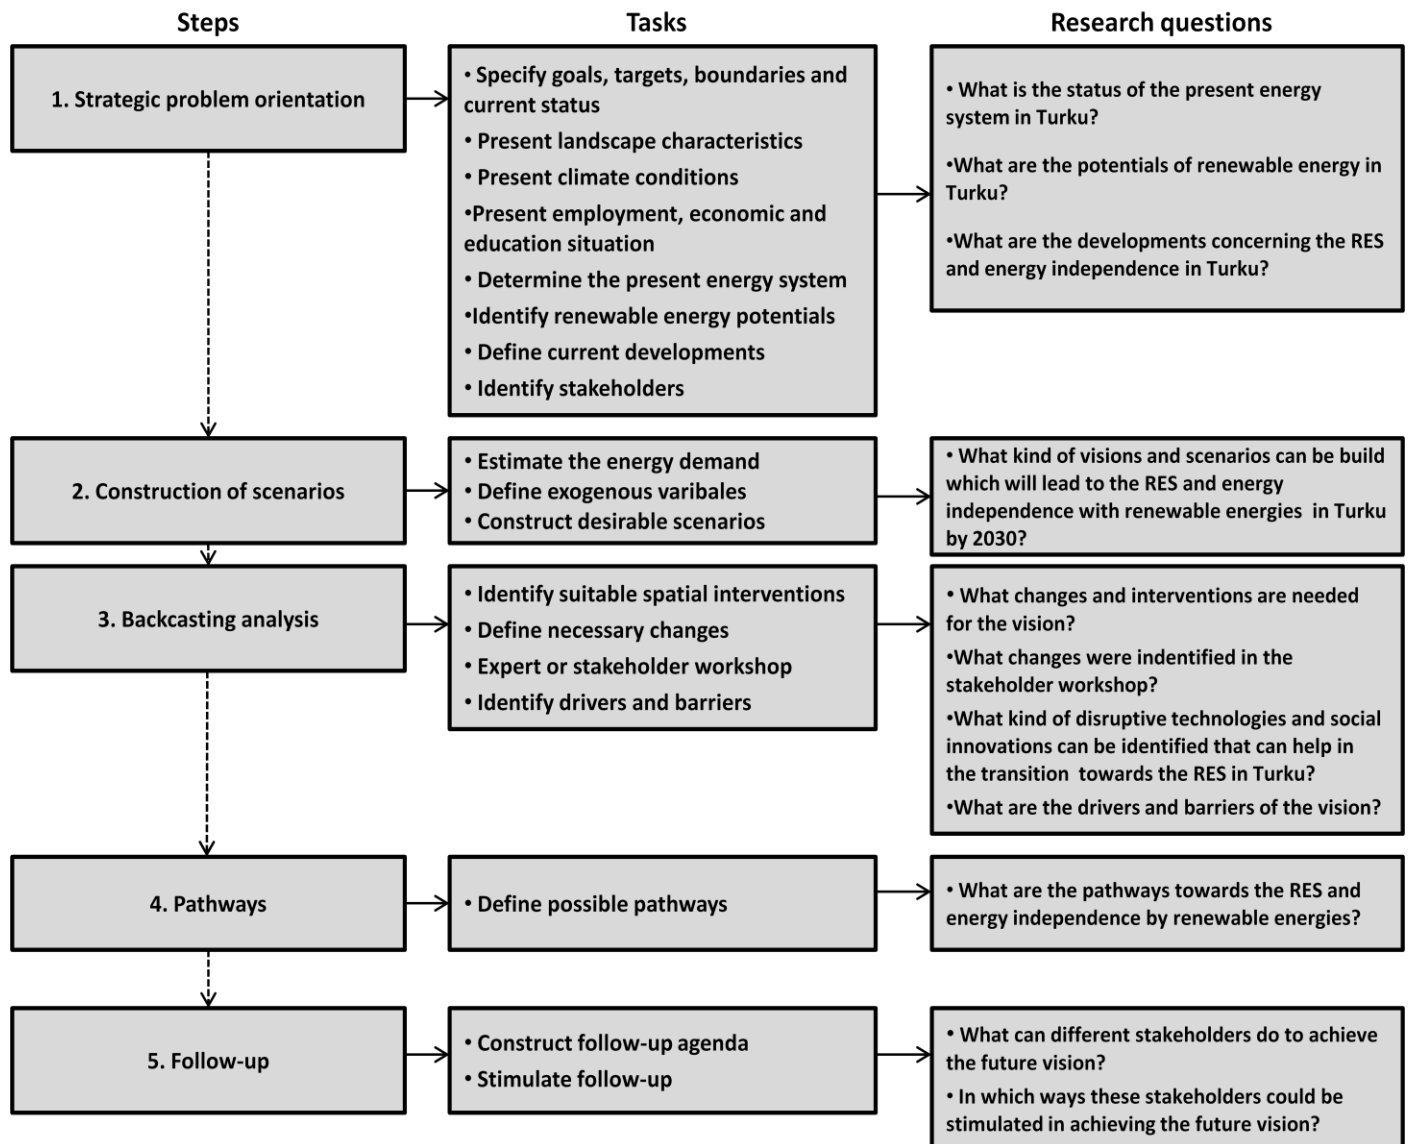 Steps
Tasks
Research questions
1. Strategic problem orientation
• Specify goals, targets, boundaries and
current status
• Present landscape characteristics
• Present climate conditions
•Present employment, economic and
education situation
• Determine the present energy system
•Identify renewable energy potentials
• Define current developments
• Identify stakeholders
• What is the status of the present energy
system in Turku?
•What are the potentials of renewable energy in
Turku?
•What are the developments concerning the RES
and energy independence in Turku?
2. Construction of scenarios
• Estimate the energy demand
• Define exogenous varibales
• Construct desirable scenarios
• What kind of visions and scenarios can be build
which will lead to the RES and energy
independence with renewable energies in Turku
by 2030?
3. Backcasting analysis
• Identify suitable spatial interventions
• Define necessary changes
• Expert or stakeholder workshop
• Identify drivers and barriers
• What changes and interventions are needed
for the vision?
•What changes were indentified in the
stakeholder workshop?
•What kind of disruptive technologies and social
innovations can be identified that can help in
the transition towards the RES in Turku?
•What are the drivers and barriers of the vision?
4. Pathways
• Define possible pathways
• What are the pathways towards the RES and
energy independence by renewable energies?
5. Follow-up
• Construct follow-up agenda
• Stimulate follow-up
• What can different stakeholders do to achieve
the future vision?
• In which ways these stakeholders could be
stimulated in achieving the future vision?